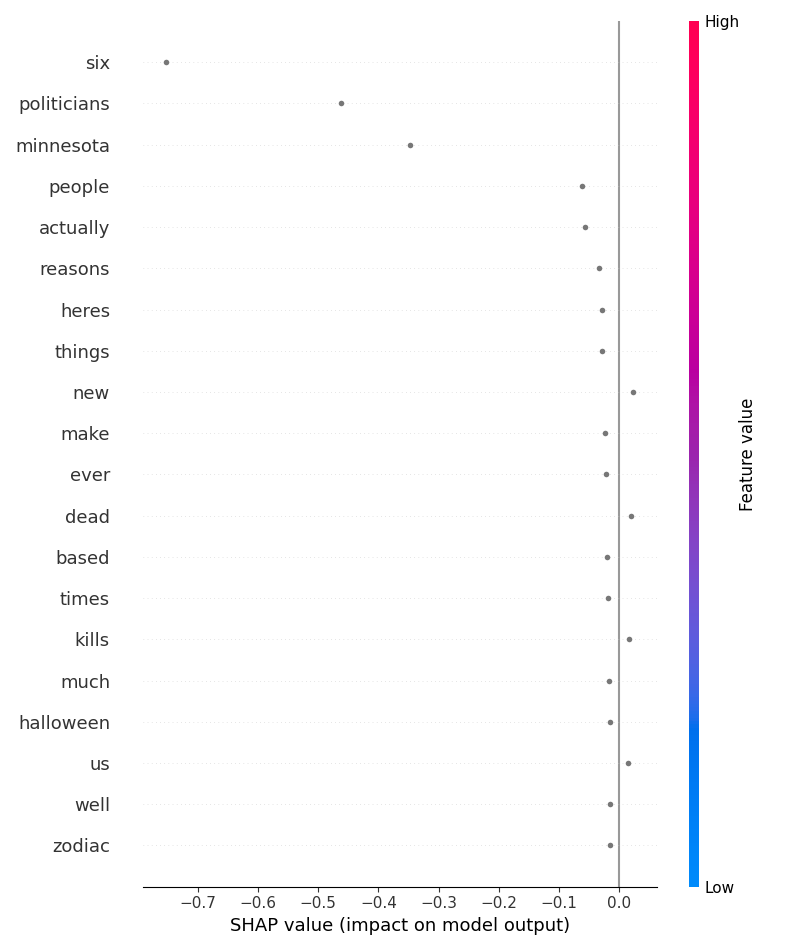 High
six
politicians
minnesota
people
actually
reasons
heres
things
new
make
ever
dead
based
times
kills
much
halloween
us
well
zodiac
Feature value
Low
−0.7 −0.6 −0.5 −0.4 −0.3 −0.2 −0.1 0.0
SHAP value (impact on model output)